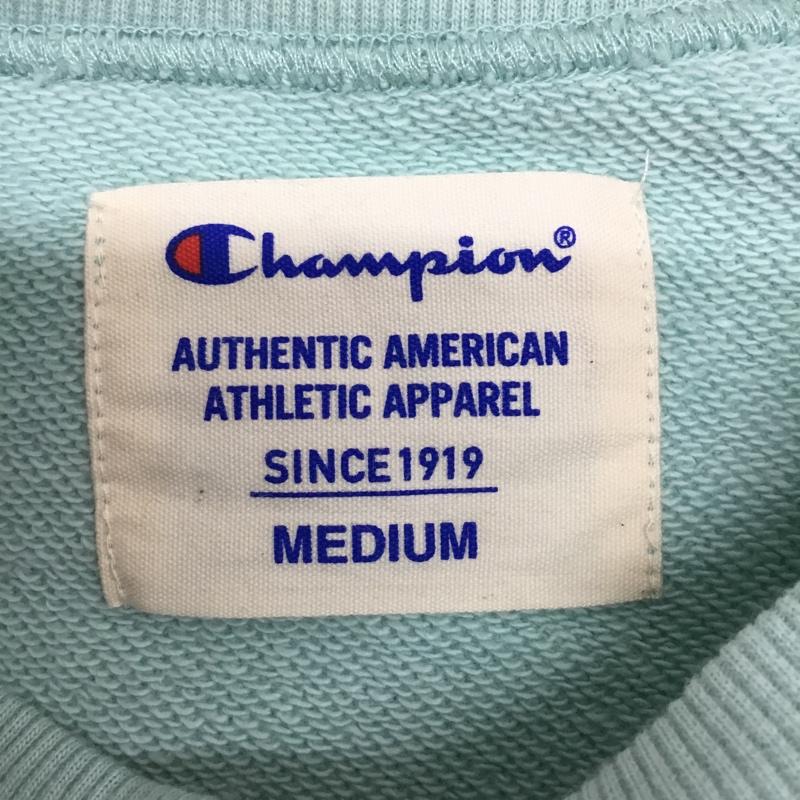 Champion®
AUTHENTIC AMERICAN
ATHLETIC APPAREL
SINCE 1919
MEDIUM